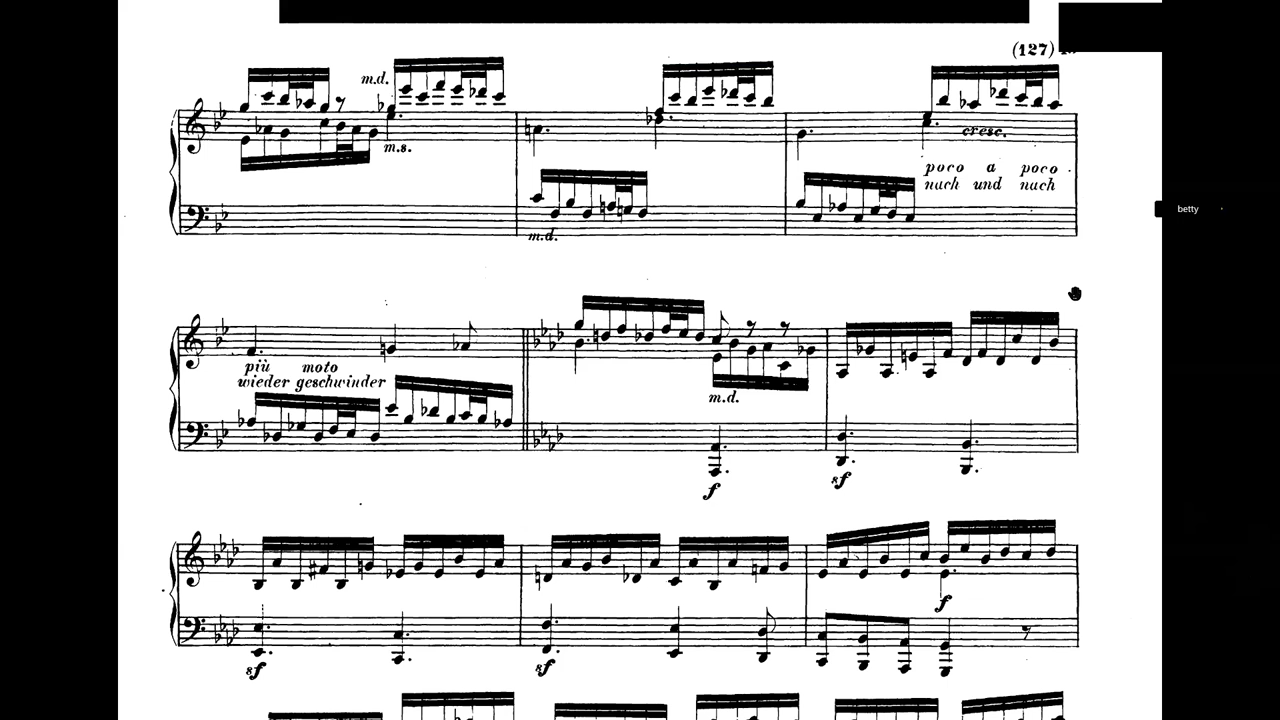 (127)
m.d.
m.s.
cresc.
poco a poco
nach und nach
m.d.
betty
più moto
wieder geschwinder
m.d.
f
sf
f
sf
sf